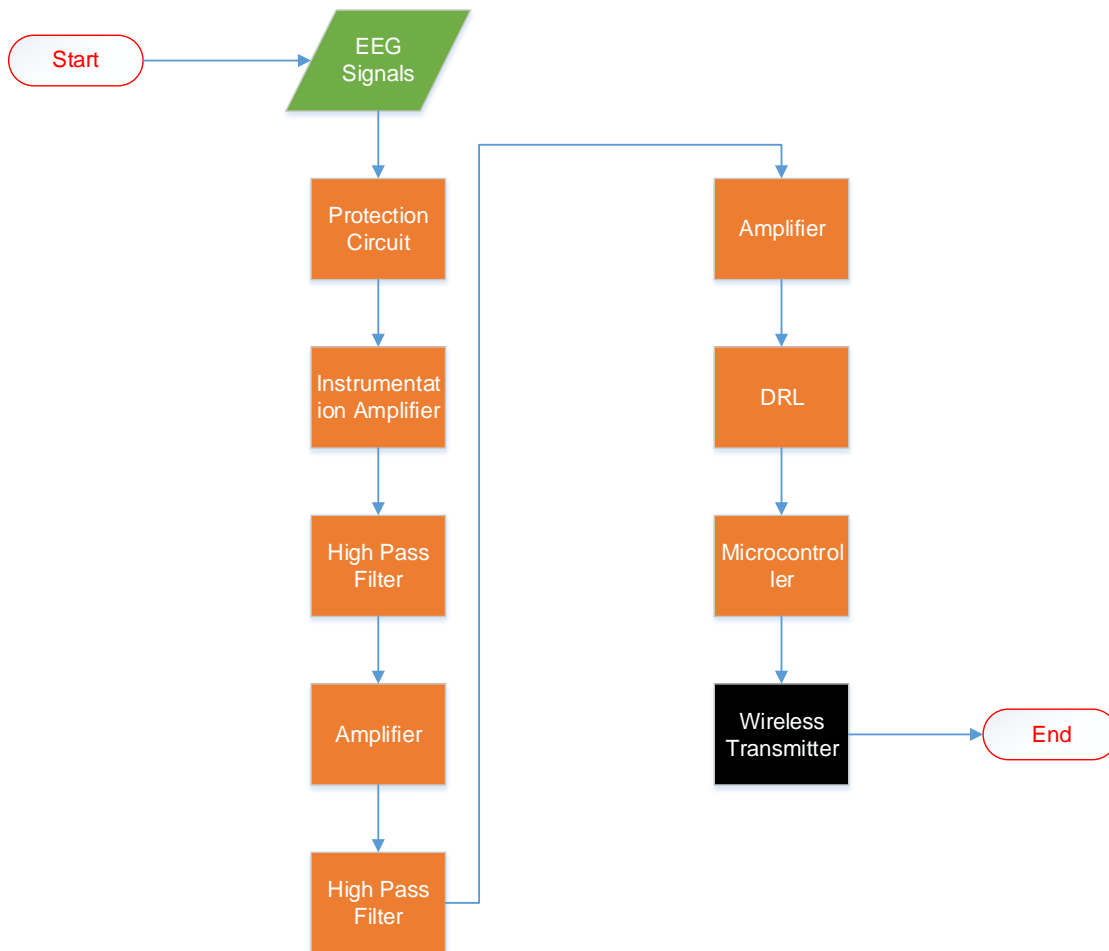 Start
EEG
Signals
Protection
Circuit
Instrumentat
ion Amplifier
High Pass
Filter
Amplifier
High Pass
Filter
Amplifier
DRL
Microcontrol
ler
Wireless
Transmitter
End